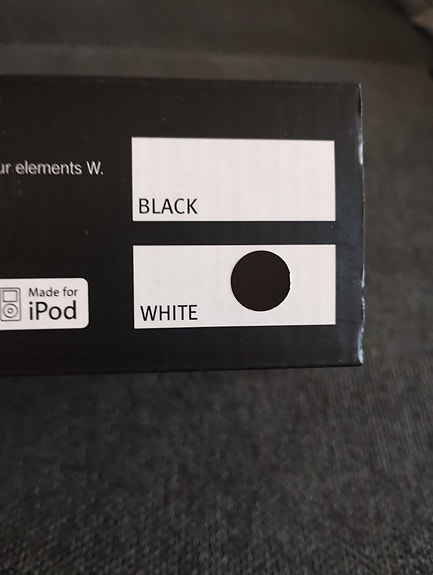 ur elements W.
BLACK
WHITE
Made for
iPod